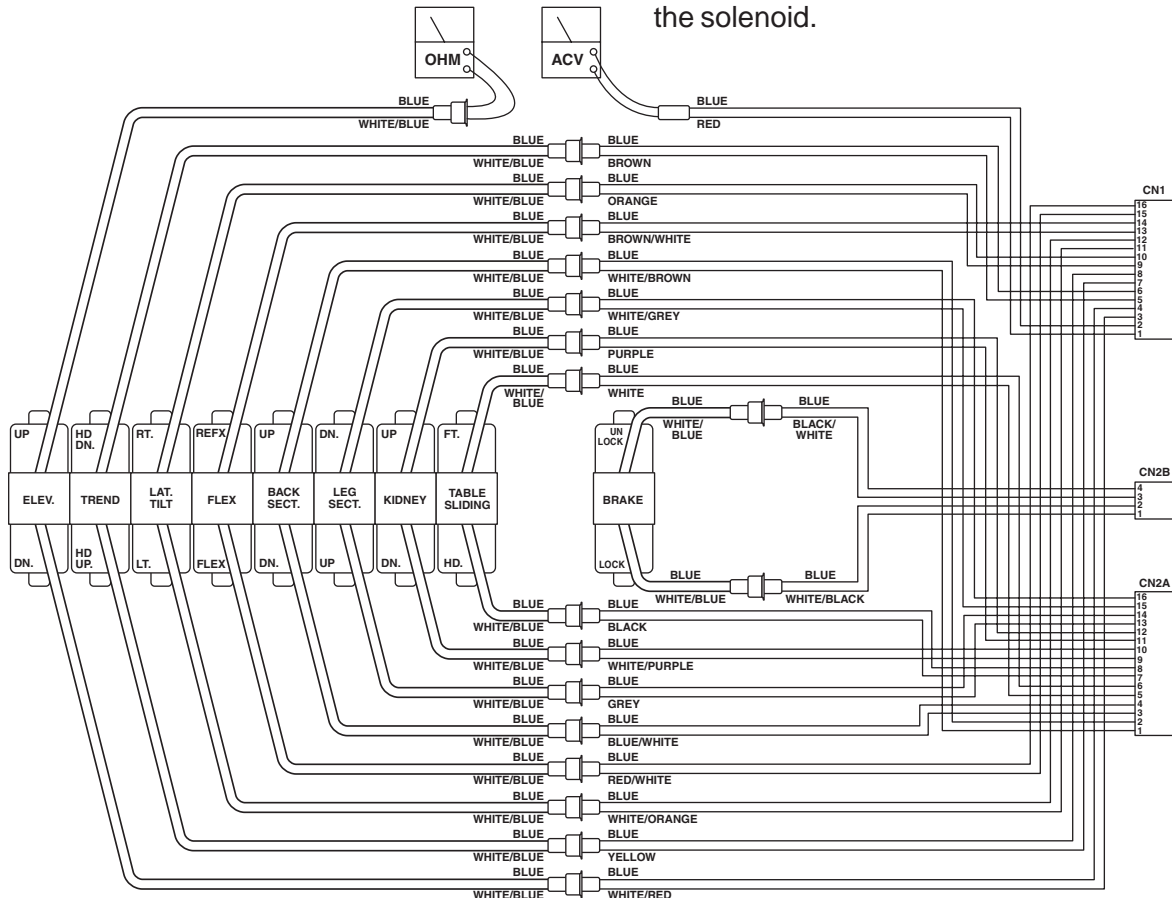 the solenoid.
OHM
ACV
BLUE
WHITE/BLUE
BLUE
RED
BLUE
WHITE/BLUE
BLUE
BROWN
BLUE
WHITE/BLUE
BLUE
ORANGE
BLUE
WHITE/BLUE
BLUE
BROWN/WHITE
BLUE
WHITE/BLUE
BLUE
WHITE/BROWN
BLUE
WHITE/BLUE
BLUE
WHITE/GREY
BLUE
WHITE/BLUE
BLUE
PURPLE
BLUE
WHITE/
BLUE
BLUE
WHITE
CN1
16
15
14
13
12
11
10
9
8
7
6
5
4
3
2
1
UP
ELEV.
DN.
HD
DN.
TREND
HD
UP.
RT.
LAT.
TILT
LT.
REFX
FLEX
FLEX
UP
BACK
SECT.
DN.
DN.
LEG
SECT.
UP
UP
KIDNEY
DN.
FT.
TABLE
SLIDING
HD.
UN
LOCK
BRAKE
LOCK
BLUE
WHITE/
BLUE
BLUE
BLACK/
WHITE
BLUE
WHITE/BLUE
BLUE
WHITE/BLACK
CN2B
4
3
2
1
CN2A
16
15
14
13
12
11
10
9
8
7
6
5
4
3
2
1
BLUE
WHITE/BLUE
BLUE
BLACK
BLUE
WHITE/BLUE
BLUE
WHITE/PURPLE
BLUE
WHITE/BLUE
BLUE
GREY
BLUE
WHITE/BLUE
BLUE
BLUE/WHITE
BLUE
WHITE/BLUE
BLUE
RED/WHITE
BLUE
WHITE/BLUE
BLUE
WHITE/ORANGE
BLUE
WHITE/BLUE
BLUE
YELLOW
BLUE
WHITE/BLUE
BLUE
WHITE/RED